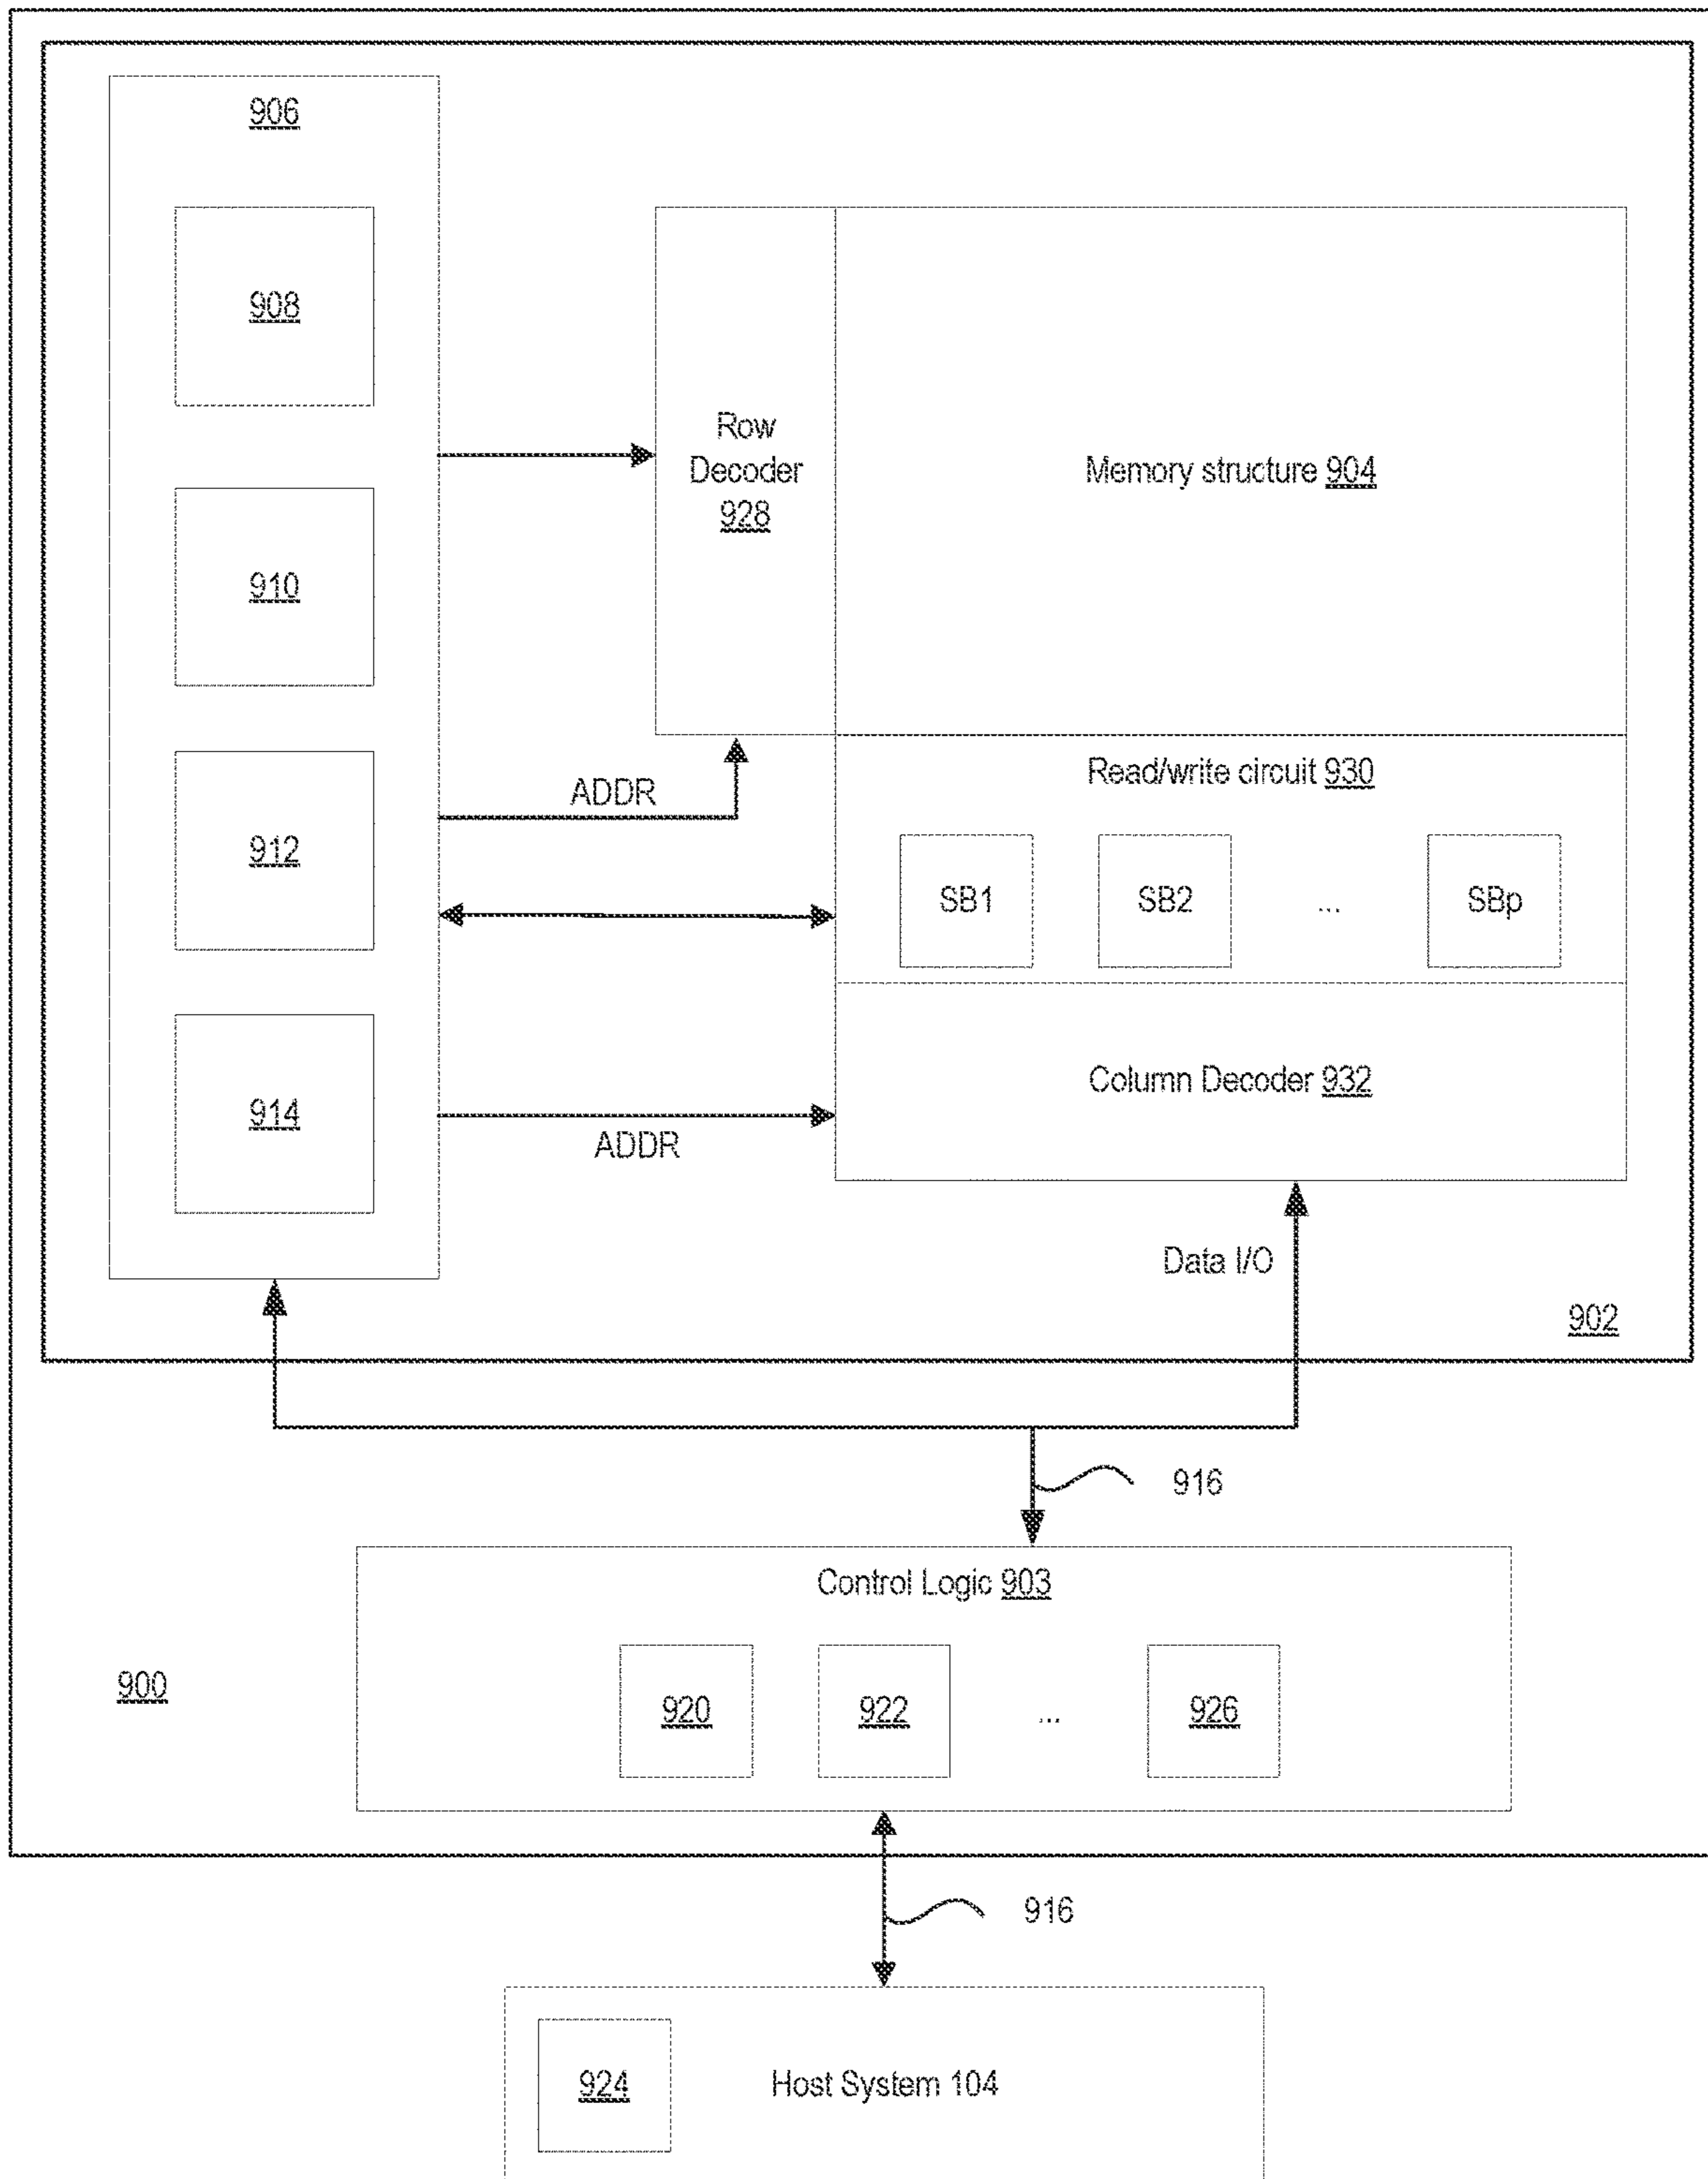 906
908
910
912
914
Row
Decoder
928
Memory structure 904
ADDR
Read/write circuit 930
SB1 SB2 ... SBp
Column Decoder 932
ADDR
Data I/O
902
916
Control Logic 903
900
920 922 ... 926
916
924
Host System 104